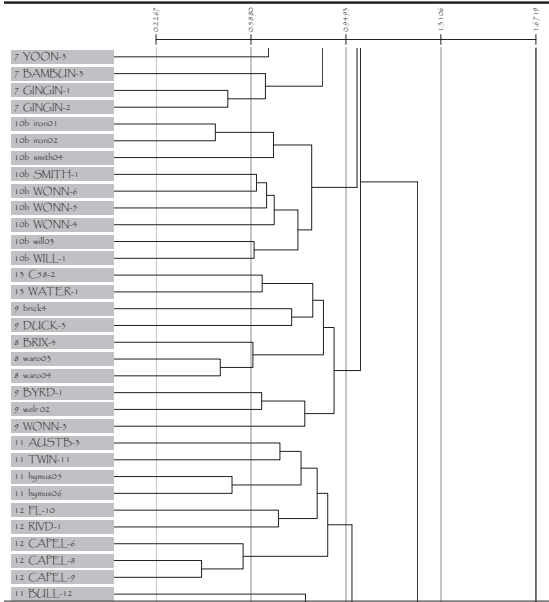 0.2267 0.5880 0.9493 1.3106 1.6719
7 YOON-3
7 BAMBUN-3
7 GINGIN-1
7 GINGIN-2
10b iron01
10b iron02
10b smith04
10b SMITH-1
10b WONN-6
10b WONN-5
10b WONN-4
10b will03
10b WILL-1
13 C58-2
13 WATER-1
9 brick4
9 DUCK-3
8 BRIX-4
8 waro03
8 waro04
9 BYRD-1
9 welr02
9 WONN-3
11 AUSTB-3
11 TWIN-11
11 hymus05
11 hymus06
12 FL-10
12 RIVD-1
12 CAPEL-6
12 CAPEL-8
12 CAPEL-9
11 BULL-12